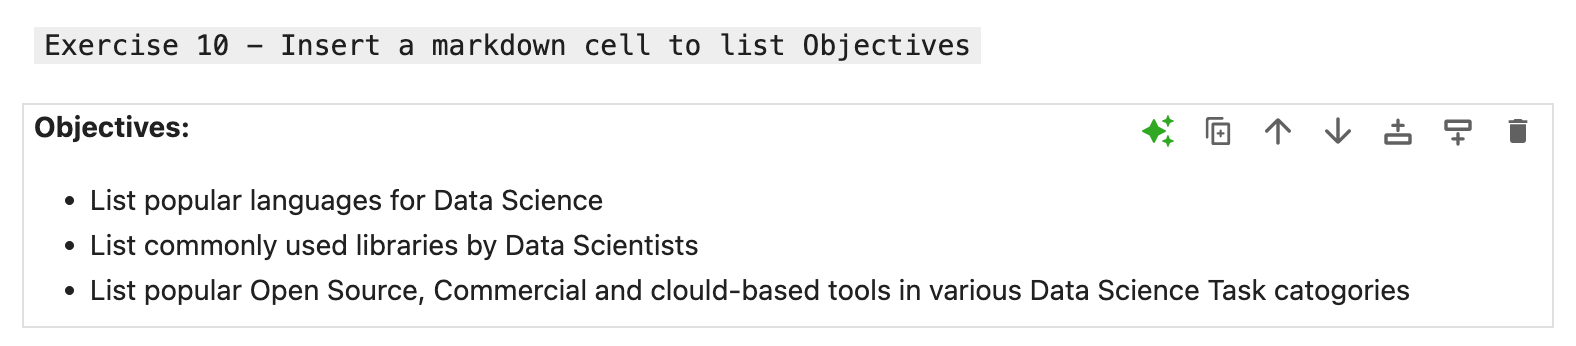 Exercise 10 – Insert a markdown cell to list Objectives
Objectives:
• List popular languages for Data Science
• List commonly used libraries by Data Scientists
• List popular Open Source, Commercial and clould-based tools in various Data Science Task catogories